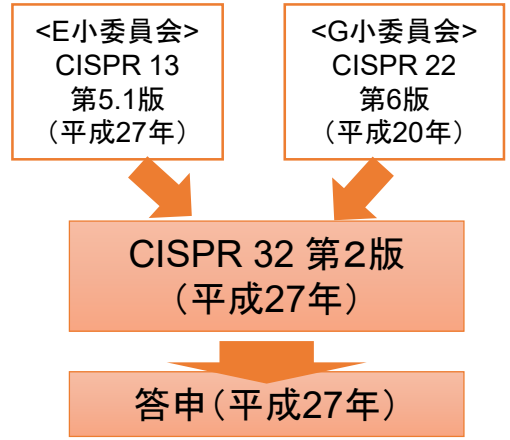 <E小委員会>
CISPR 13
第5.1版
（平成27年）
<G小委員会>
CISPR 22
第6版
（平成20年）
CISPR 32 第２版
（平成27年）
答申（平成27年）